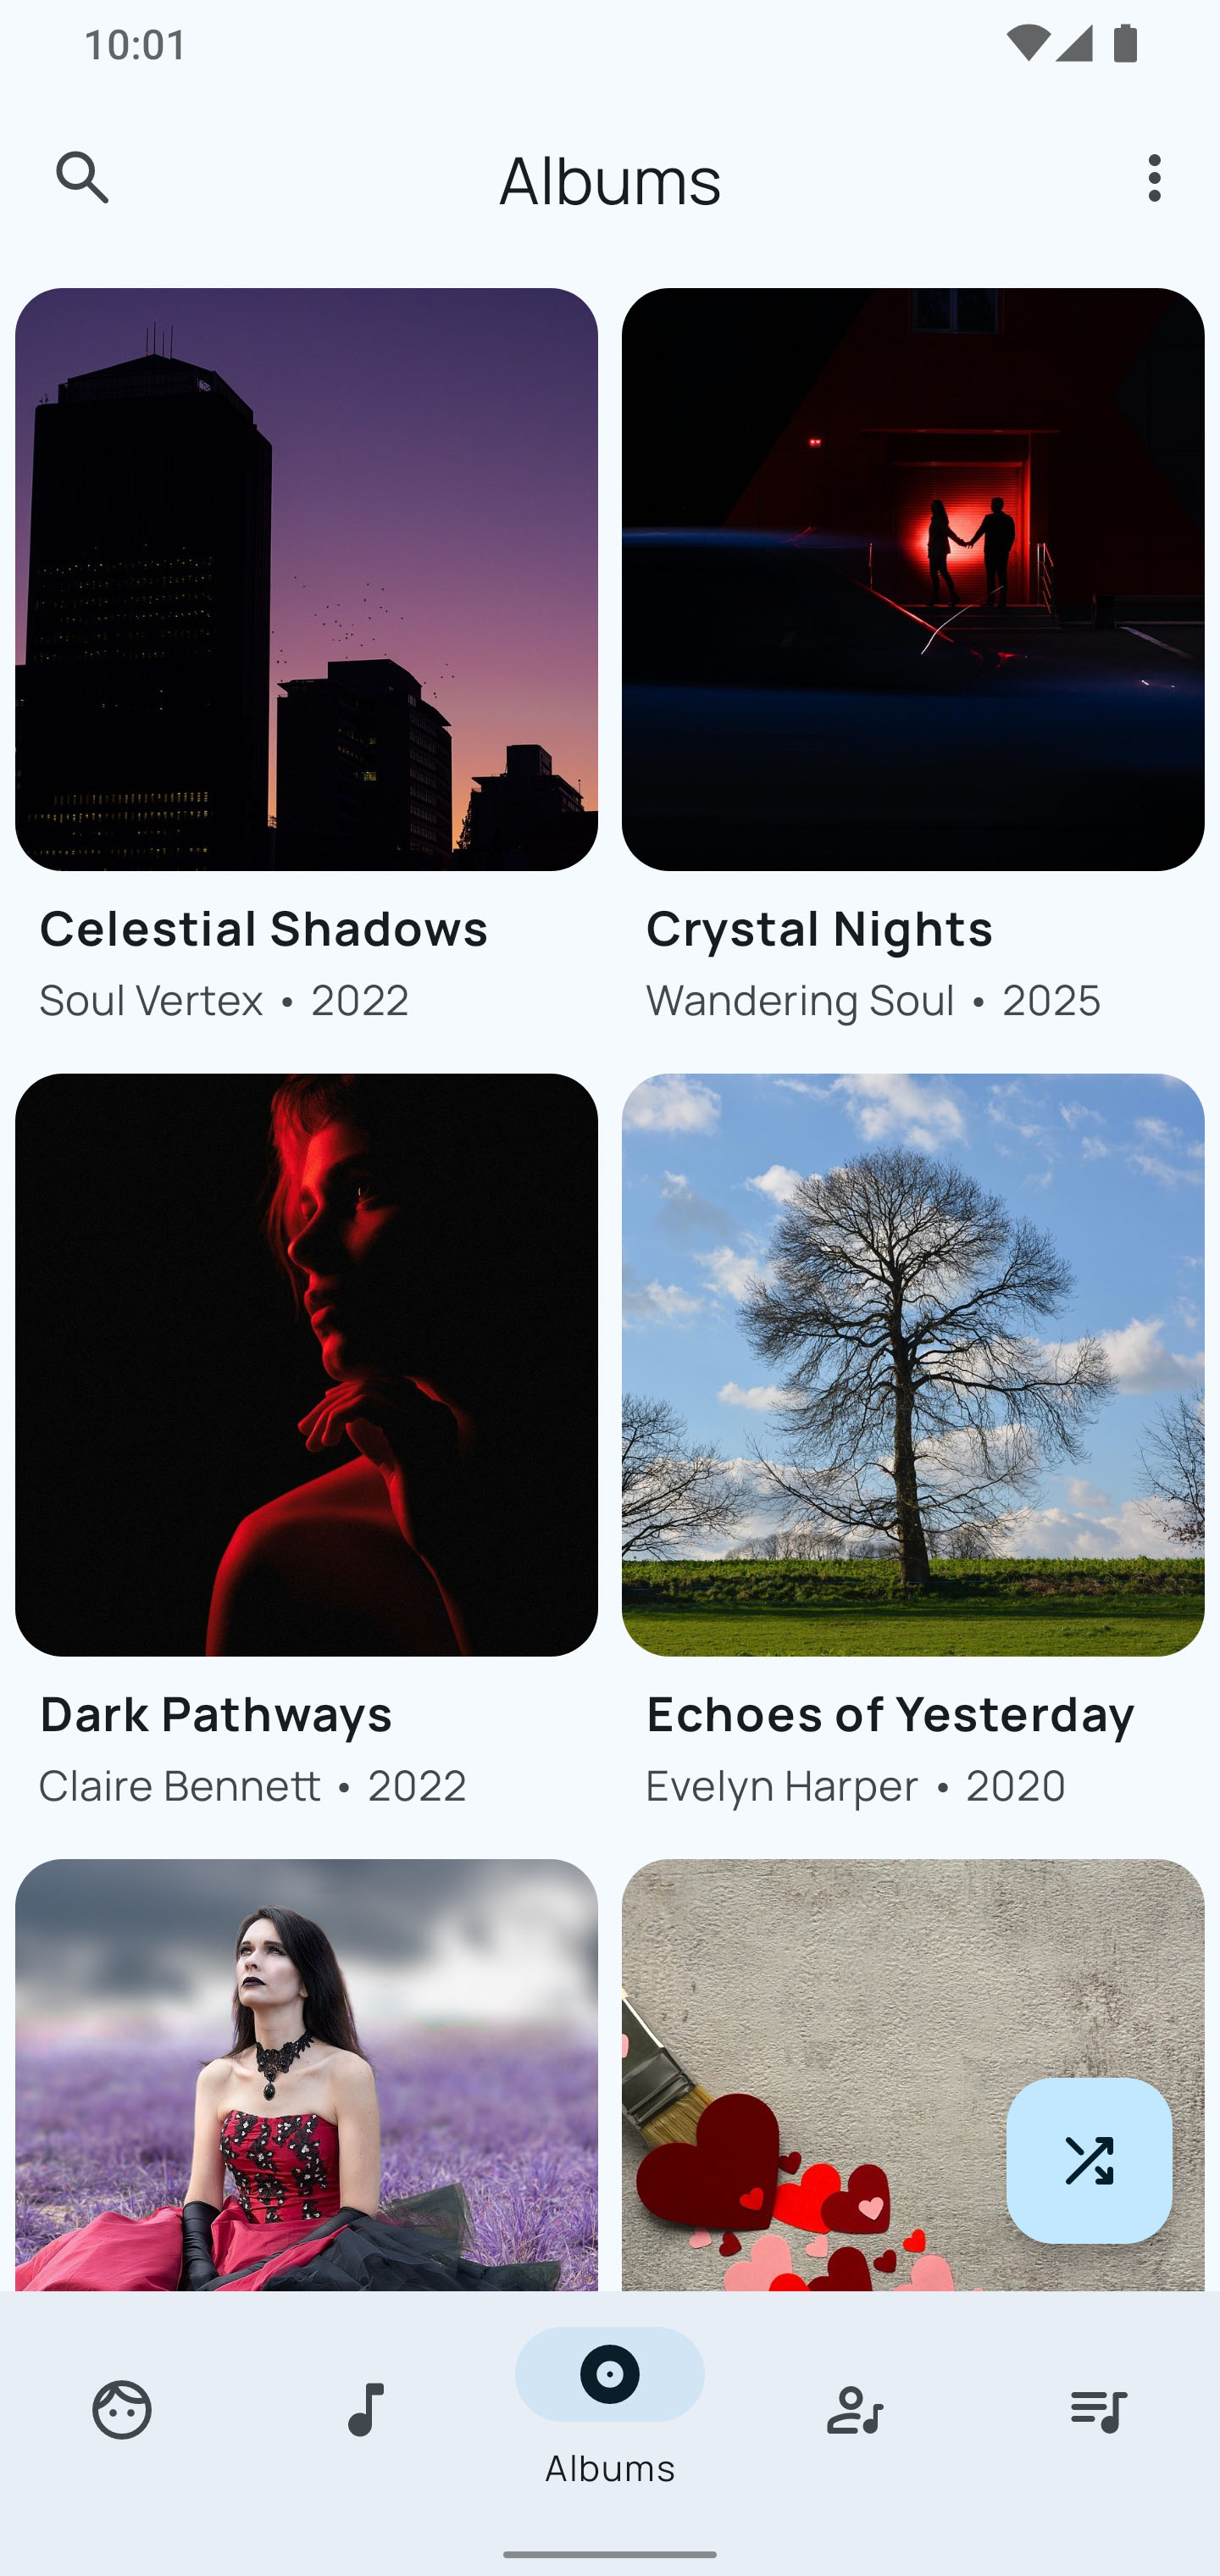 10:01
Albums
Celestial Shadows
Soul Vertex • 2022
Crystal Nights
Wandering Soul • 2025
Dark Pathways
Claire Bennett • 2022
Echoes of Yesterday
Evelyn Harper • 2020
Albums